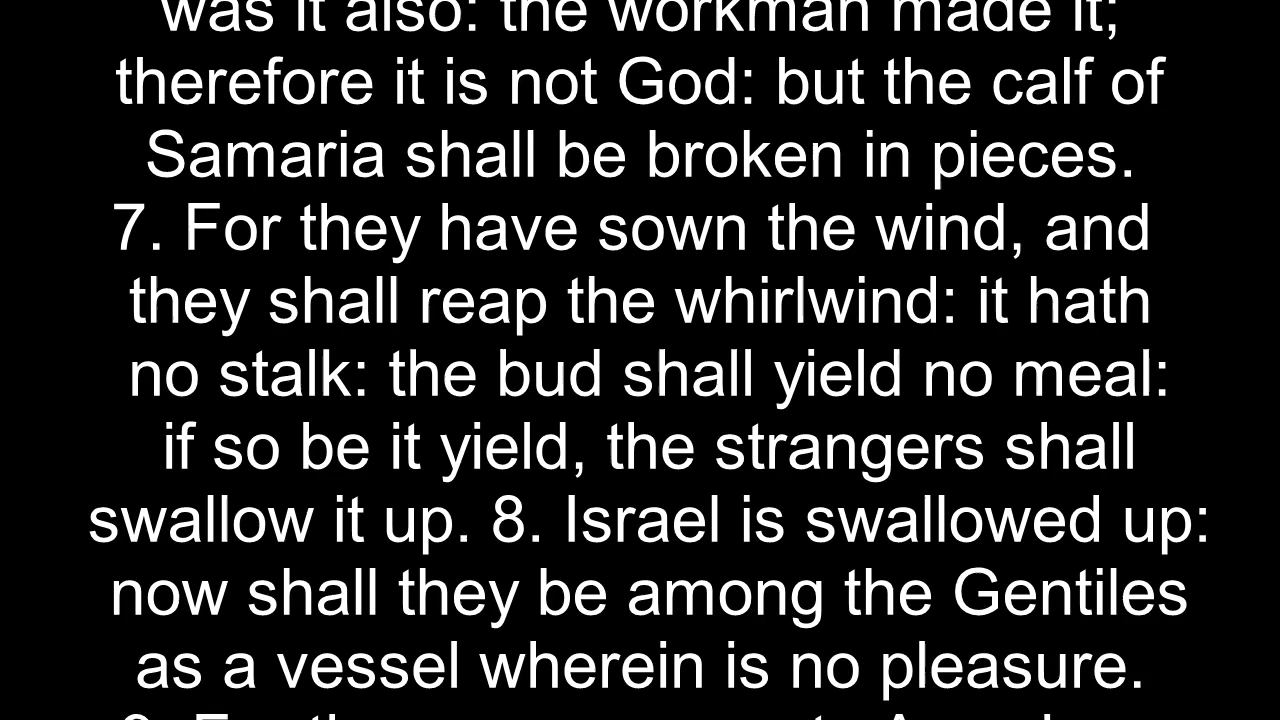 was it also: the workman made it;
therefore it is not God: but the calf of
Samaria shall be broken in pieces.
7. For they have sown the wind, and
they shall reap the whirlwind: it hath
no stalk: the bud shall yield no meal:
if so be it yield, the strangers shall
swallow it up. 8. Israel is swallowed up:
now shall they be among the Gentiles
as a vessel wherein is no pleasure.